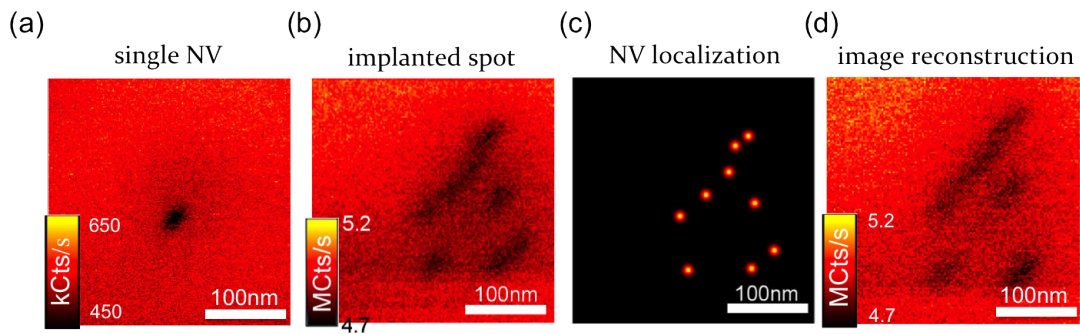 (a)
single NV
650
kCts/s
450
100nm
(b)
implanted spot
5.2
MCts/s
4.7
100nm
(c)
NV localization
100nm
(d)
image reconstruction
5.2
MCts/s
4.7
100nm